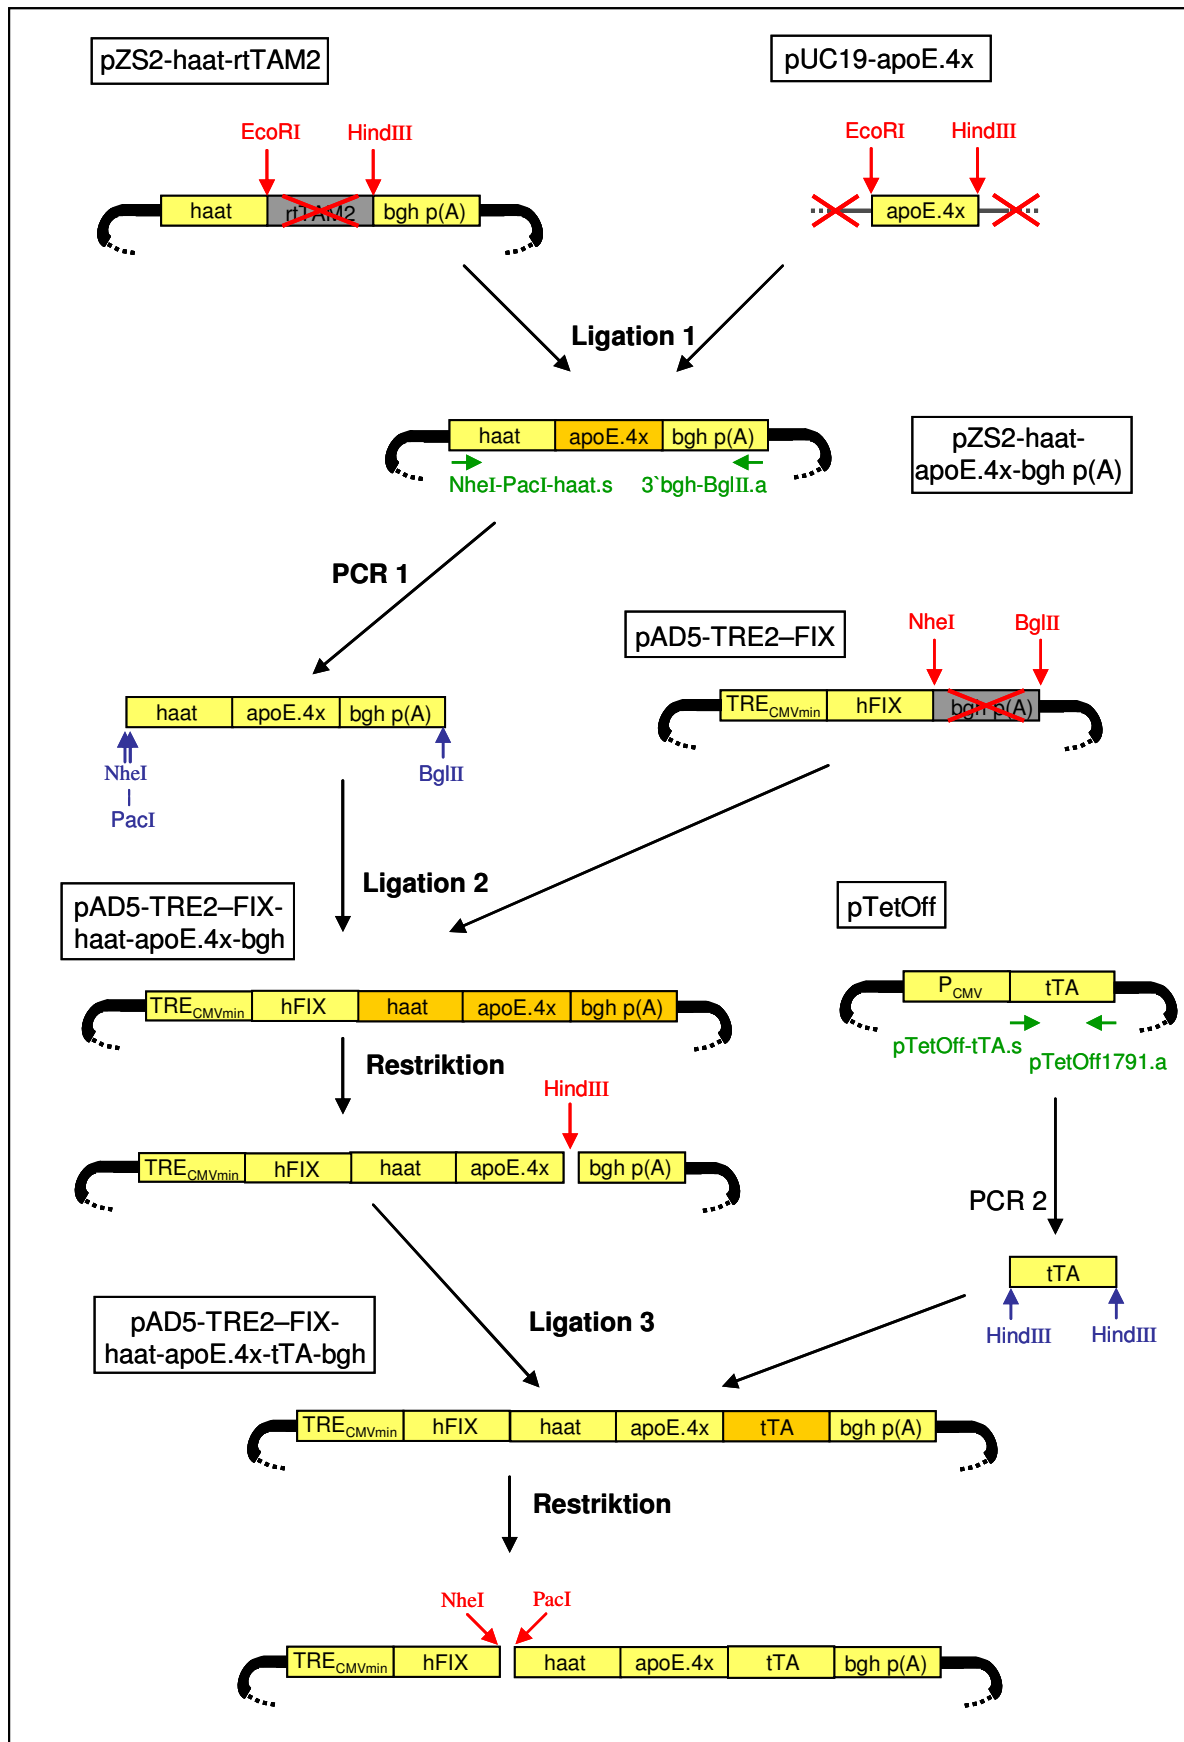 pZS2-haat-rtTAM2
pUC19-apoE.4x
EcoRI
HindIII
EcoRI
HindIII
haat
rtTAM2
bgh p(A)
apoE.4x
Ligation 1
haat
apoE.4x
bgh p(A)
NheI-PacI-haat.s
3`bgh-BglII.a
pZS2-haat-
apoE.4x-bgh p(A)
PCR 1
pAD5-TRE2–FIX
NheI
BglII
TRECMVmin
hFIX
bgh p(A)
haat
apoE.4x
bgh p(A)
NheI
PacI
BglII
Ligation 2
pAD5-TRE2–FIX-
haat-apoE.4x-bgh
pTetOff
PCMV
tTA
pTetOff-tTA.s
pTetOff1791.a
TRECMVmin
hFIX
haat
apoE.4x
bgh p(A)
Restriktion
HindIII
TRECMVmin
hFIX
haat
apoE.4x
bgh p(A)
PCR 2
tTA
HindIII
HindIII
pAD5-TRE2–FIX-
haat-apoE.4x-tTA-bgh
Ligation 3
TRECMVmin
hFIX
haat
apoE.4x
tTA
bgh p(A)
Restriktion
NheI
PacI
TRECMVmin
hFIX
haat
apoE.4x
tTA
bgh p(A)